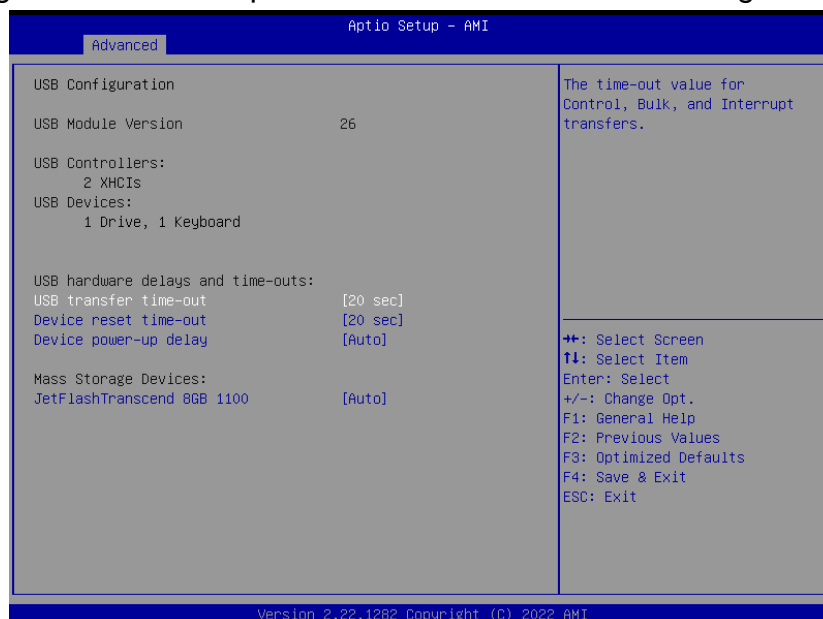 Aptio Setup – AMI
Advanced
USB Configuration
USB Module Version 26
USB Controllers:
2 XHCIs
USB Devices:
1 Drive, 1 Keyboard
USB hardware delays and time-outs:
USB transfer time-out [20 sec]
Device reset time-out [20 sec]
Device power-up delay [Auto]
Mass Storage Devices:
JetFlashTranscend 8GB 1100 [Auto]
The time-out value for
Control, Bulk, and Interrupt
transfers.
→←: Select Screen
↑↓: Select Item
Enter: Select
+/-: Change Opt.
F1: General Help
F2: Previous Values
F3: Optimized Defaults
F4: Save & Exit
ESC: Exit
Version 2.22.1282 Copyright (C) 2022 AMI